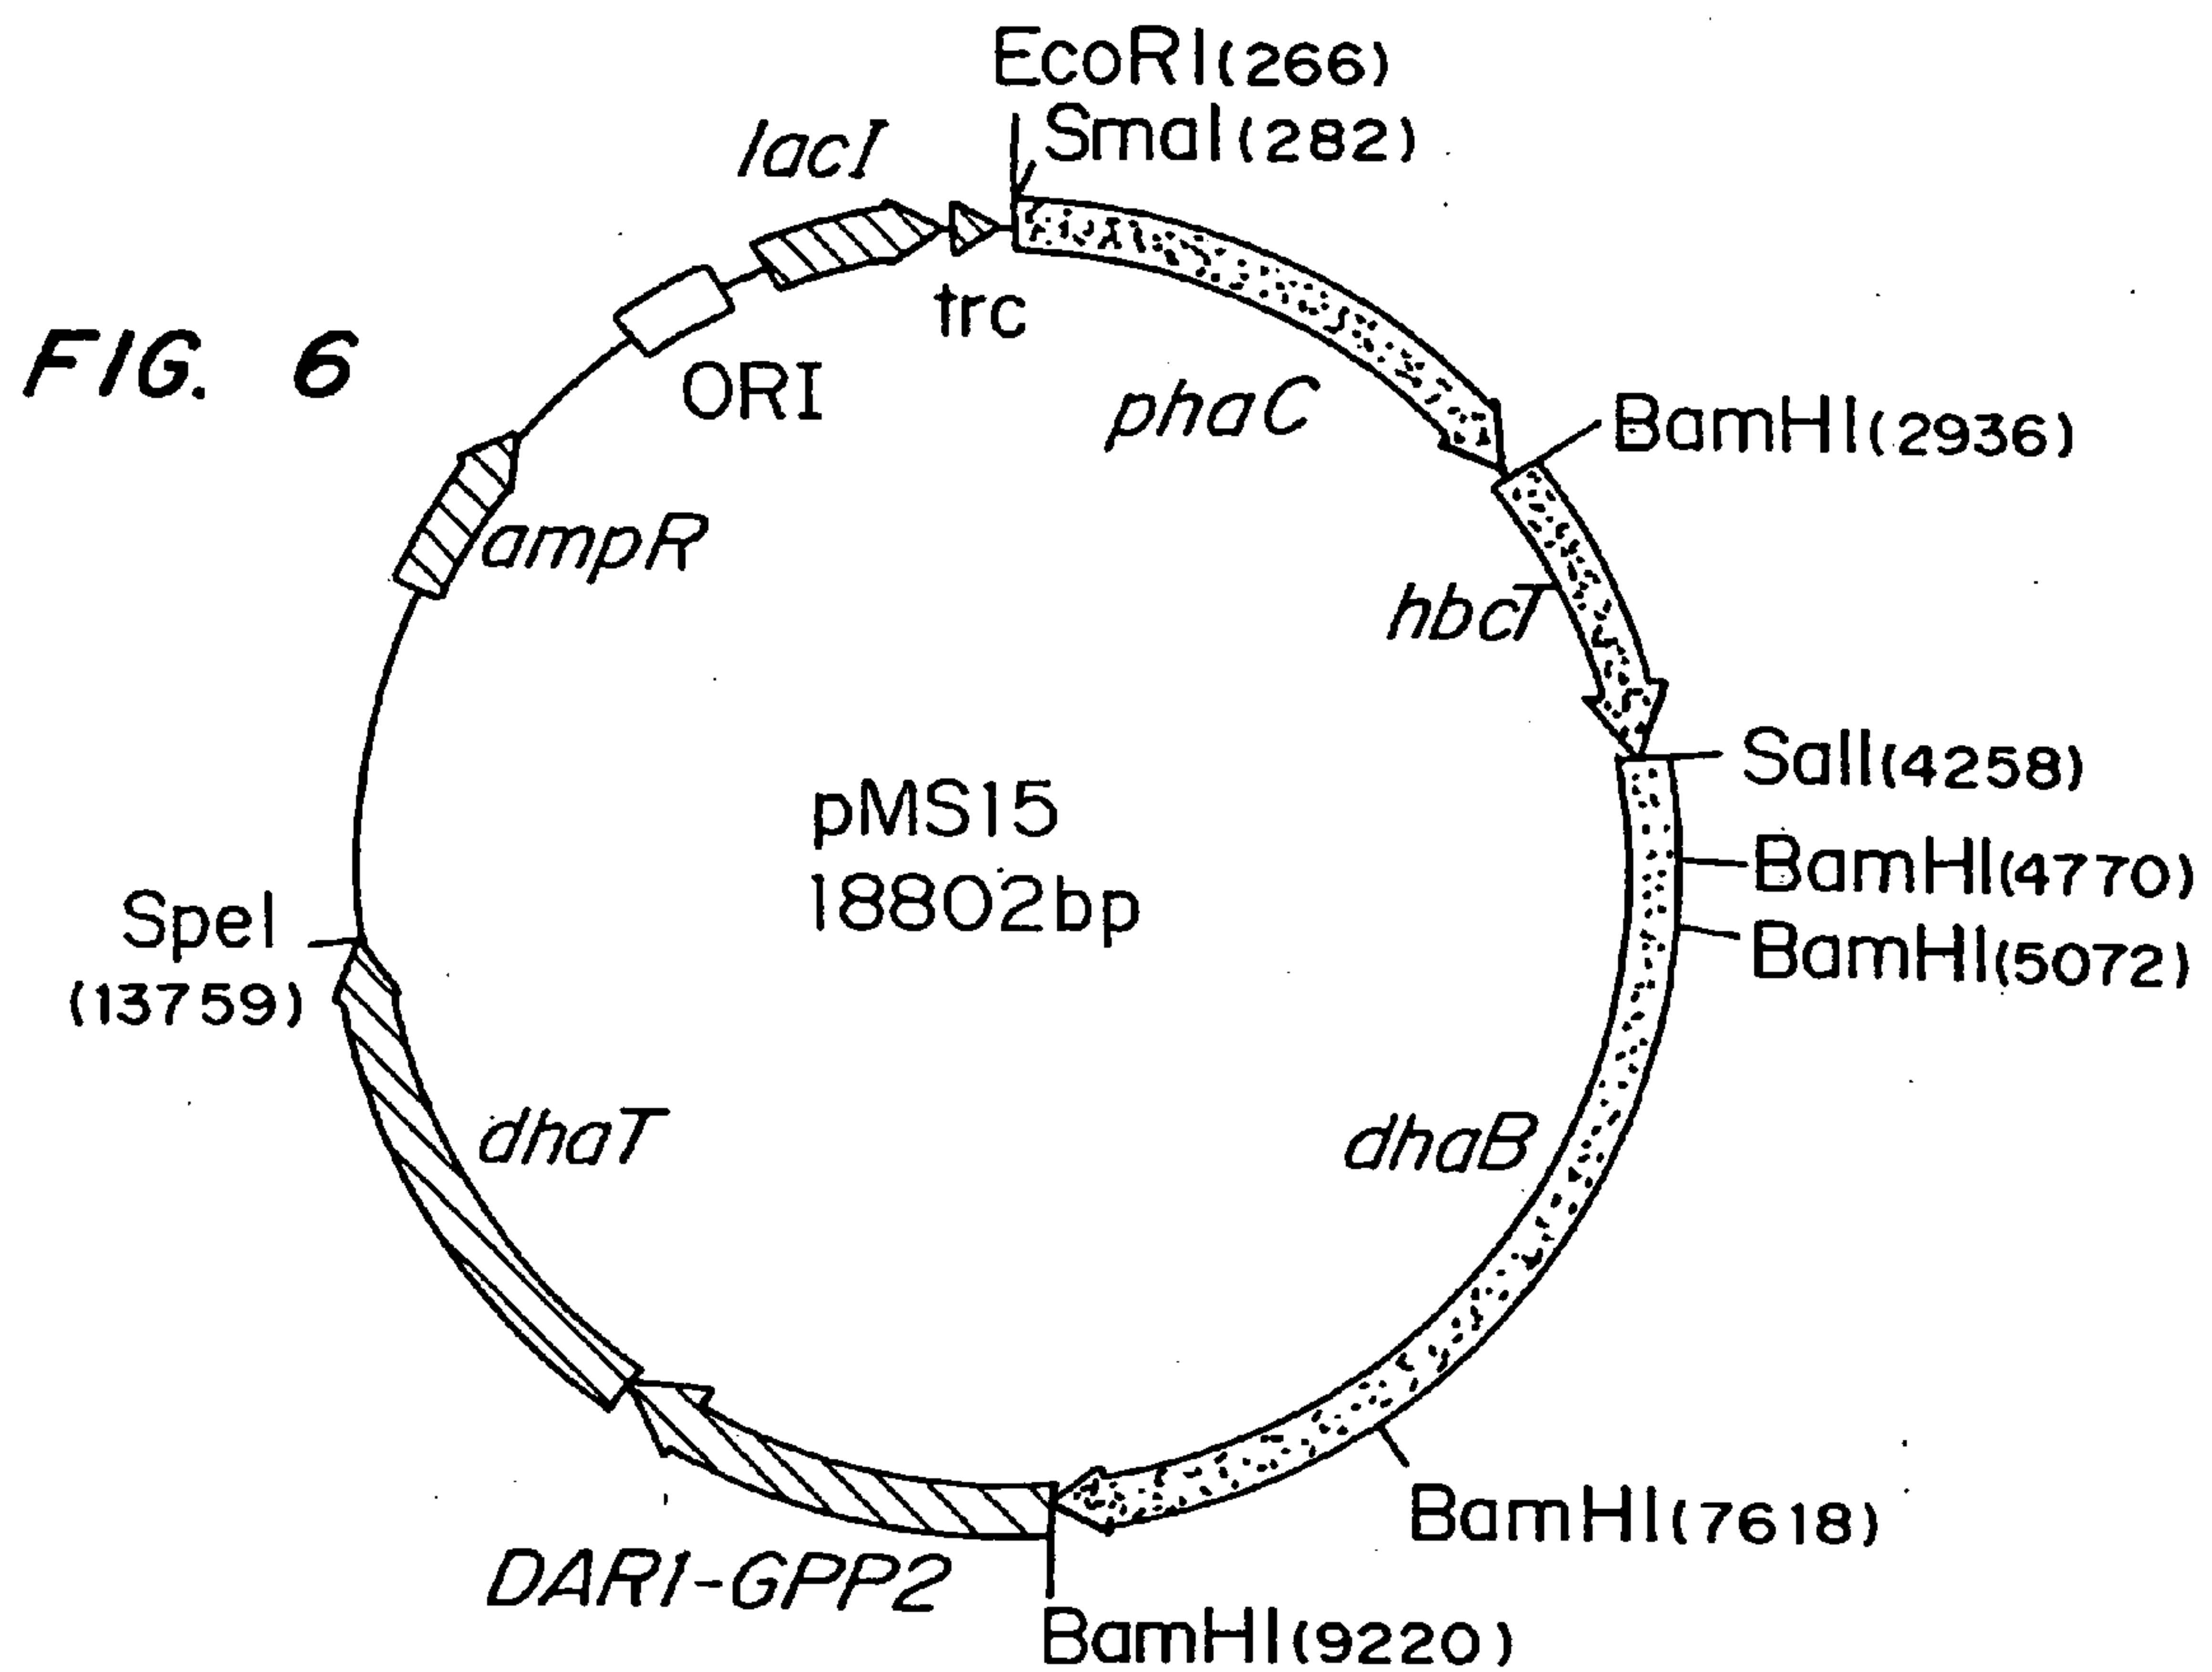 EcoRI(266)
SmaI(282)
lacI
trc
FIG. 6
ORI
phaC
BamHI(2936)
ampR
hbcT
SalI(4258)
pMS15
18802bp
BamHI(4770)
BamHI(5072)
SpeI
(13759)
dhaT
dhaB
BamHI(7618)
DAR1-GPP2
BamHI(9220)